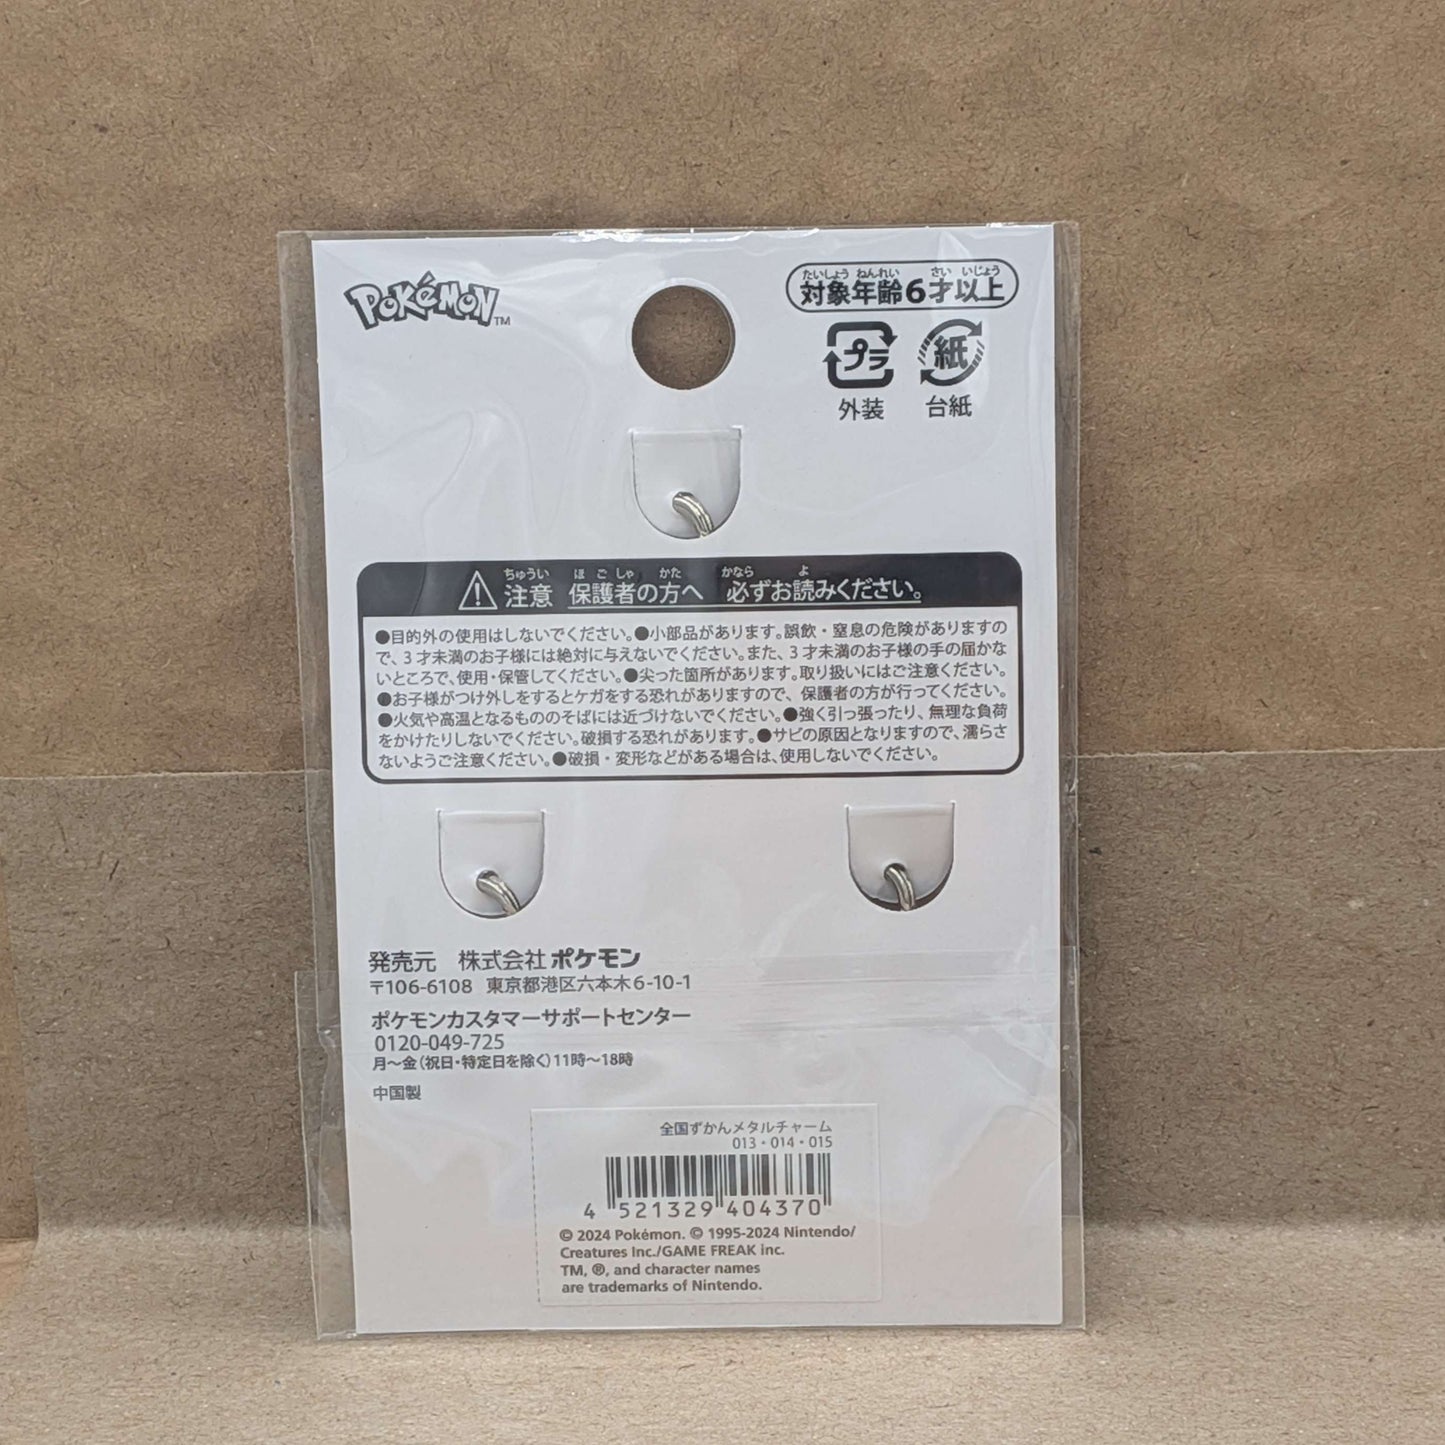 POKéMON TM
たいしょう ねんれい さい いじょう
対象年齢6才以上
プラ 紙
外装 台紙
ちゅうい ほ ご しゃ かた かなら よ
注意 保護者の方へ 必ずお読みください。
●目的外の使用はしないでください。●小部品があります。誤飲・窒息の危険がありますの
で、3才未満のお子様には絶対に与えないでください。また、3才未満のお子様の手の届かな
いところで、使用・保管してください。●尖った箇所があります。取り扱いにはご注意ください。
●お子様がつけ外しをするとケガをする恐れがありますので、保護者の方が行ってください。
●火気や高温となるもののそばには近づけないでください。●強く引っ張ったり、無理な負荷
をかけたりしないでください。破損する恐れがあります。●サビの原因となりますので、濡らさ
ないようご注意ください。●破損・変形などがある場合は、使用しないでください。
発売元 株式会社ポケモン
〒106-6108 東京都港区六本木6-10-1
ポケモンカスタマーサポートセンター
0120-049-725
月～金(祝日・特定日を除く)11時～18時
中国製
全国ずかんメタルチャーム
013・014・015
4 521329 404370
© 2024 Pokémon. © 1995-2024 Nintendo/
Creatures Inc./GAME FREAK inc.
TM, ®, and character names
are trademarks of Nintendo.